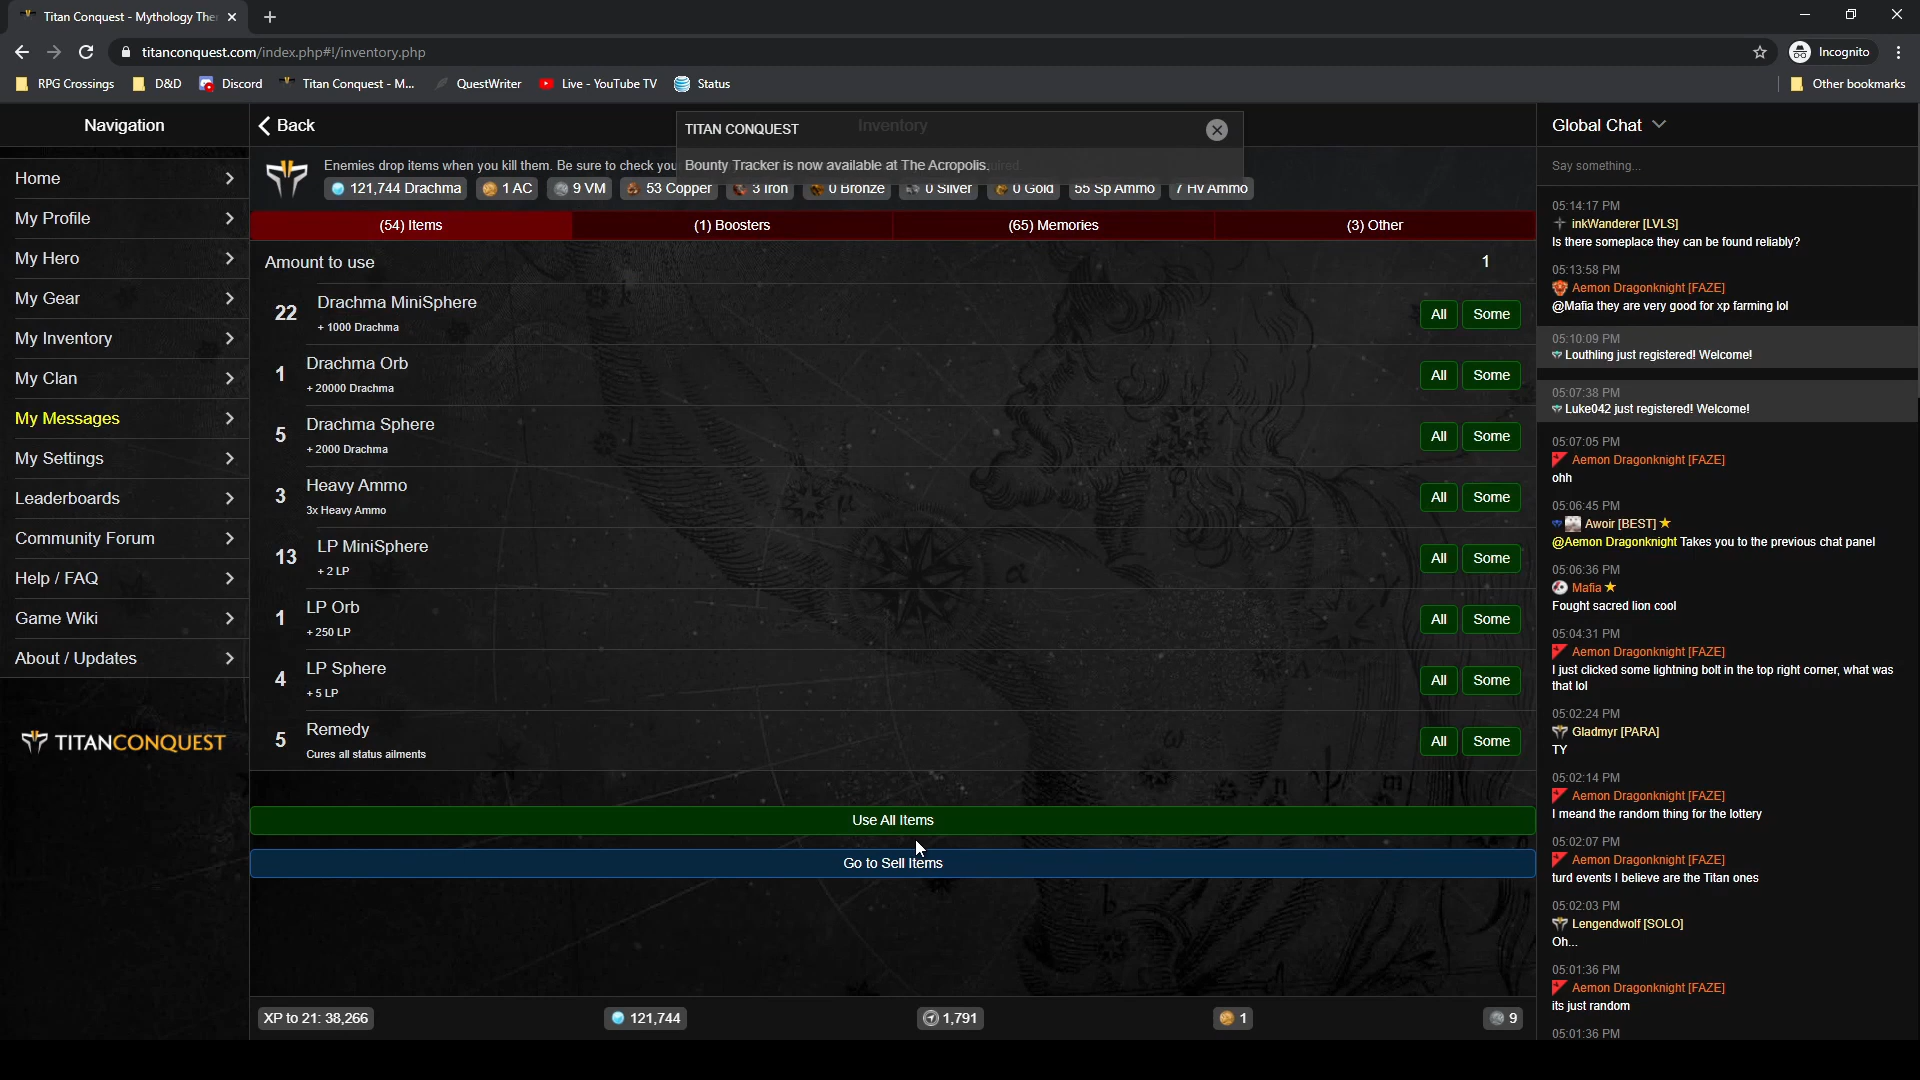 Titan Conquest - Mythology The
titanconquest.com/index.php#!/inventory.php
Incognito
RPG Crossings
D&D
Discord
Titan Conquest - M...
QuestWriter
Live - YouTube TV
Status
Other bookmarks
Navigation
Home
My Profile
My Hero
My Gear
My Inventory
My Clan
My Messages
My Settings
Leaderboards
Community Forum
Help / FAQ
Game Wiki
About / Updates
TITANCONQUEST
Back
Inventory
TITAN CONQUEST
Bounty Tracker is now available at The Acropolis.
Enemies drop items when you kill them. Be sure to check you
121,744 Drachma
1 AC
9 VM
53 Copper
3 Iron
0 Bronze
0 Silver
0 Gold
55 Sp Ammo
7 Hv Ammo
(54) Items
(1) Boosters
(65) Memories
(3) Other
Amount to use
1
22
Drachma MiniSphere
+ 1000 Drachma
All
Some
1
Drachma Orb
+ 20000 Drachma
All
Some
5
Drachma Sphere
+ 2000 Drachma
All
Some
3
Heavy Ammo
3x Heavy Ammo
All
Some
13
LP MiniSphere
+ 2 LP
All
Some
1
LP Orb
+ 250 LP
All
Some
4
LP Sphere
+ 5 LP
All
Some
5
Remedy
Cures all status ailments
All
Some
Use All Items
Go to Sell Items
XP to 21: 38,266
121,744
1,791
1
9
Global Chat
Say something...
05:14:17 PM
inkWanderer [LVLS]
Is there someplace they can be found reliably?
05:13:58 PM
Aemon Dragonknight [FAZE]
@Mafia they are very good for xp farming lol
05:10:09 PM
Louthling just registered! Welcome!
05:07:38 PM
Luke042 just registered! Welcome!
05:07:05 PM
Aemon Dragonknight [FAZE]
ohh
05:06:45 PM
Awoir [BEST]
@Aemon Dragonknight Takes you to the previous chat panel
05:06:36 PM
Mafia
Fought sacred lion cool
05:04:31 PM
Aemon Dragonknight [FAZE]
I just clicked some lightning bolt in the top right corner, what was
that lol
05:02:24 PM
Gladmyr [PARA]
TY
05:02:14 PM
Aemon Dragonknight [FAZE]
I meand the random thing for the lottery
05:02:07 PM
Aemon Dragonknight [FAZE]
turd events I believe are the Titan ones
05:02:03 PM
Lengendwolf [SOLO]
Oh...
05:01:36 PM
Aemon Dragonknight [FAZE]
its just random
05:01:36 PM